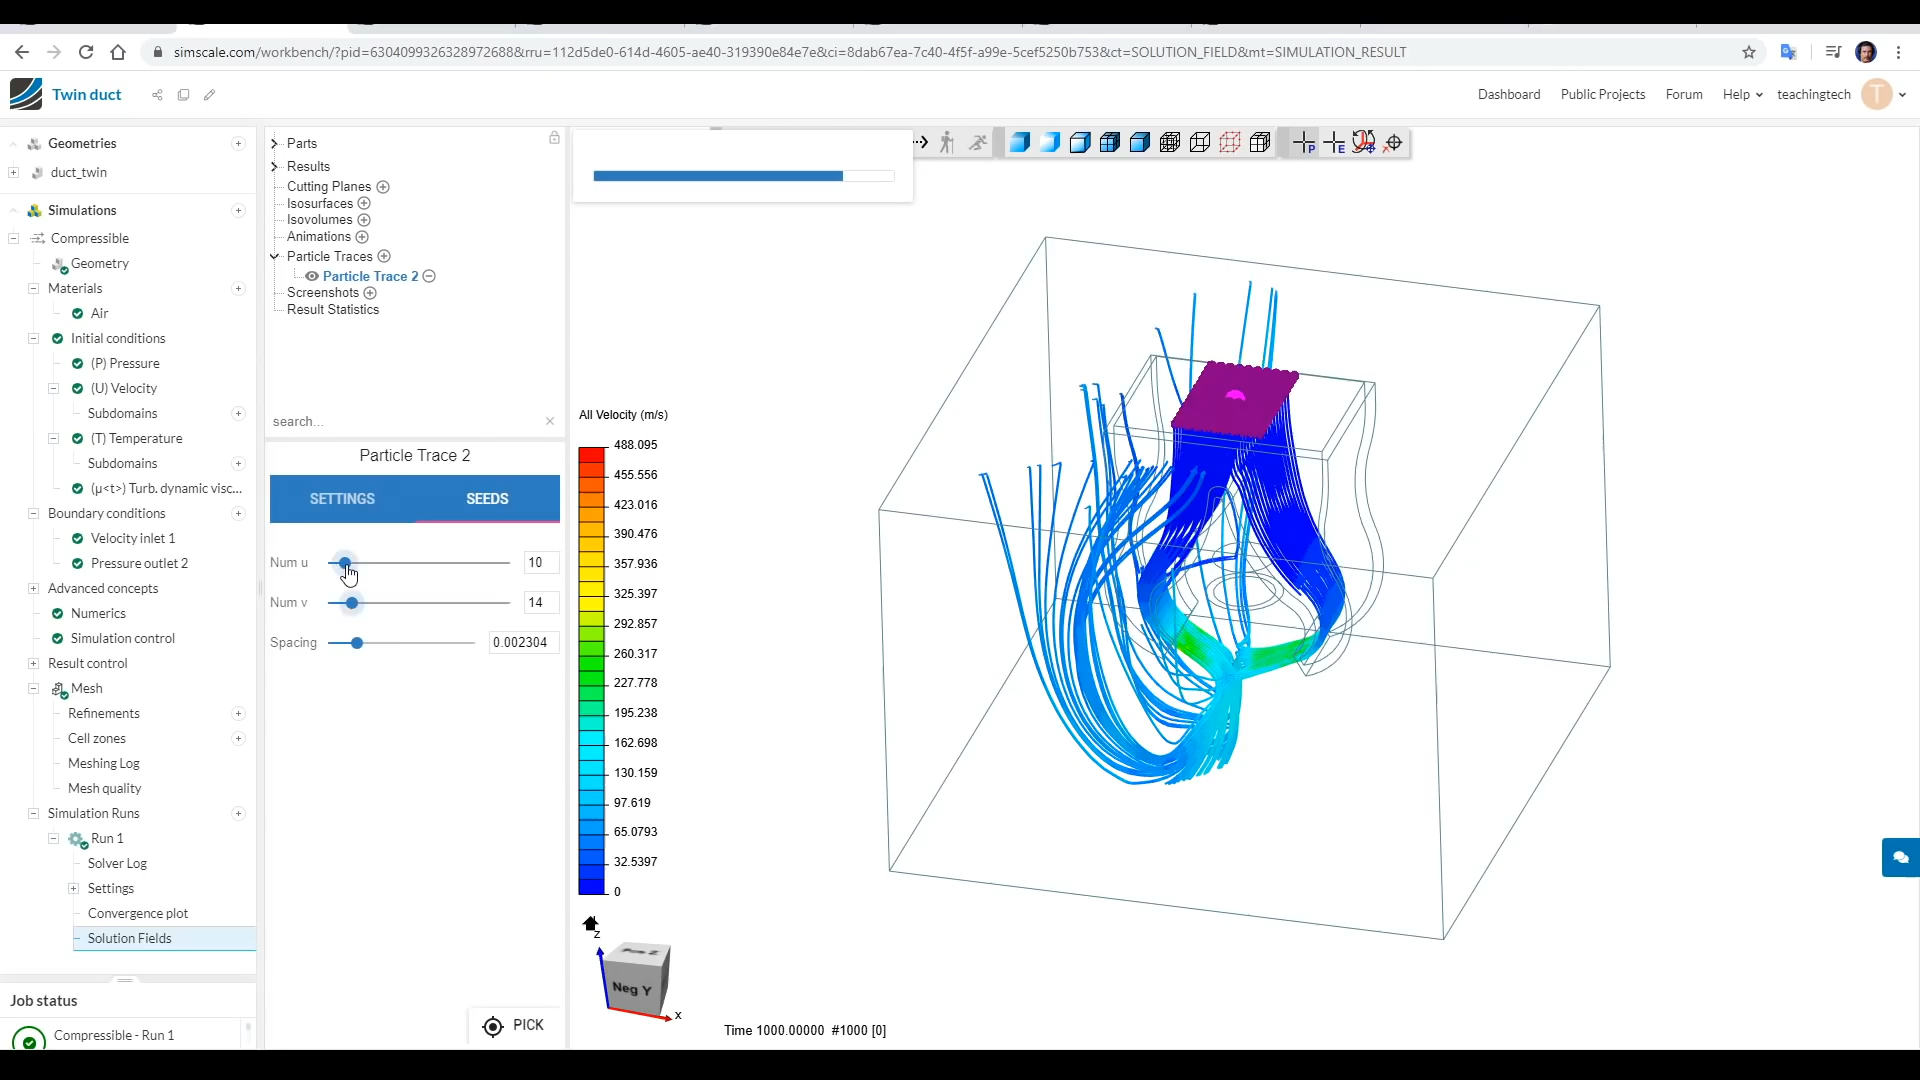 simscale.com/workbench/?pid=6304099326328972688&rru=112d5de0-614d-4605-ae40-319390e84e7e&ci=8dab67ea-7c40-4f5f-a99e-5cef5250b753&ct=SOLUTION_FIELD&mt=SIMULATION_RESULT
Twin duct
Dashboard
Public Projects
Forum
Help
teachingtech
T
Geometries
duct_twin
Simulations
Compressible
Geometry
Materials
Air
Initial conditions
(P) Pressure
(U) Velocity
Subdomains
(T) Temperature
Subdomains
(μ<t>) Turb. dynamic visc...
Boundary conditions
Velocity inlet 1
Pressure outlet 2
Advanced concepts
Numerics
Simulation control
Result control
Mesh
Refinements
Cell zones
Meshing Log
Mesh quality
Simulation Runs
Run 1
Solver Log
Settings
Convergence plot
Solution Fields
Job status
Compressible - Run 1
Parts
Results
Cutting Planes
Isosurfaces
Isovolumes
Animations
Particle Traces
Particle Trace 2
Screenshots
Result Statistics
search...
Particle Trace 2
SETTINGS
SEEDS
Num u
10
Num v
14
Spacing
0.002304
PICK
P
E
All Velocity (m/s)
488.095
455.556
423.016
390.476
357.936
325.397
292.857
260.317
227.778
195.238
162.698
130.159
97.619
65.0793
32.5397
0
Z
Neg Y
X
Time 1000.00000 #1000 [0]